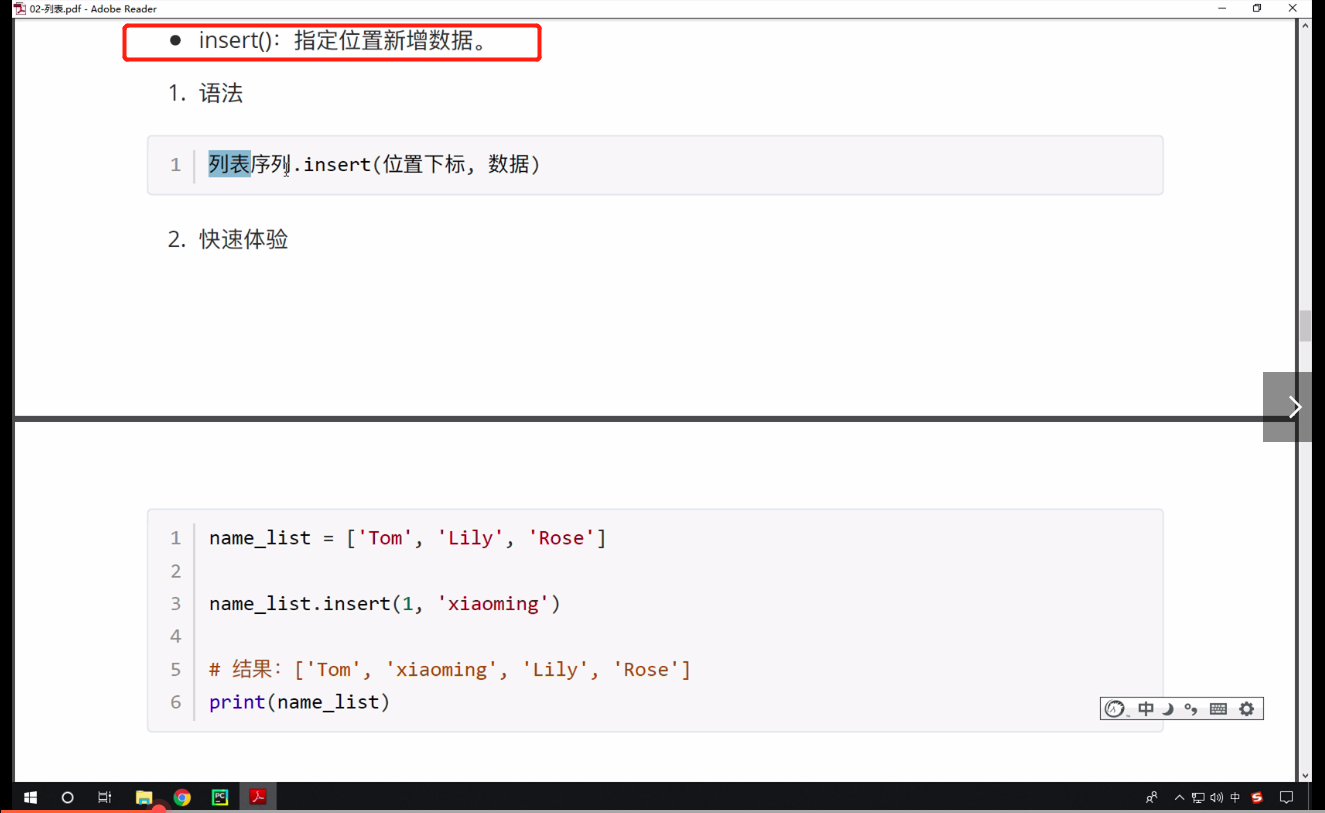 02-列表.pdf - Adobe Reader
● insert()：指定位置新增数据。
1. 语法
1 列表序列.insert(位置下标, 数据)
2. 快速体验
1 name_list = ['Tom', 'Lily', 'Rose']
2
3 name_list.insert(1, 'xiaoming')
4
5 # 结果：['Tom', 'xiaoming', 'Lily', 'Rose']
6 print(name_list)
中
中